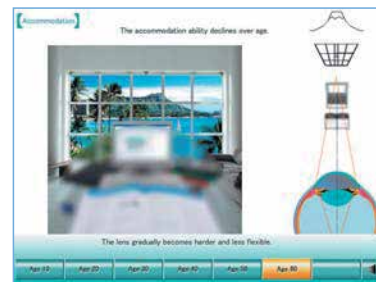 [Accommodation]
The accommodation ability declines over age.
The lens gradually becomes harder and less flexible.
Age 10 Age 20 Age 30 Age 40 Age 50 Age 60